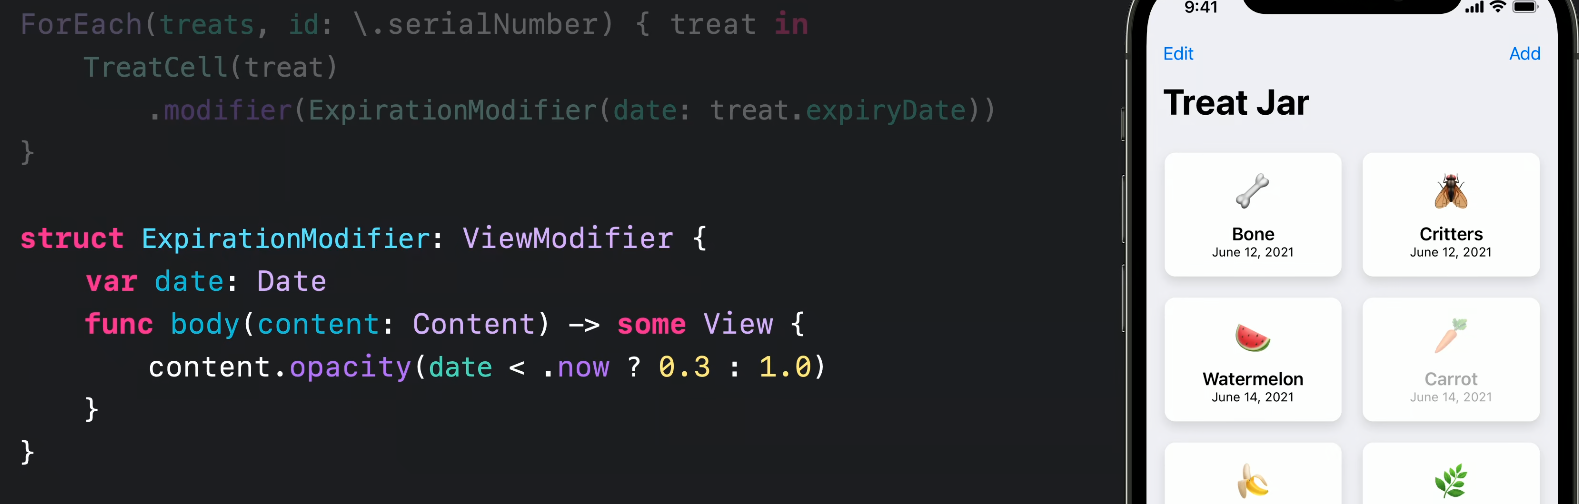 ForEach(treats, id: \.serialNumber) { treat in
    TreatCell(treat)
        .modifier(ExpirationModifier(date: treat.expiryDate))
}
struct ExpirationModifier: ViewModifier {
    var date: Date
    func body(content: Content) -> some View {
        content.opacity(date < .now ? 0.3 : 1.0)
    }
}
9:41
Edit Add
Treat Jar
Bone
June 12, 2021
Critters
June 12, 2021
Watermelon
June 14, 2021
Carrot
June 14, 2021